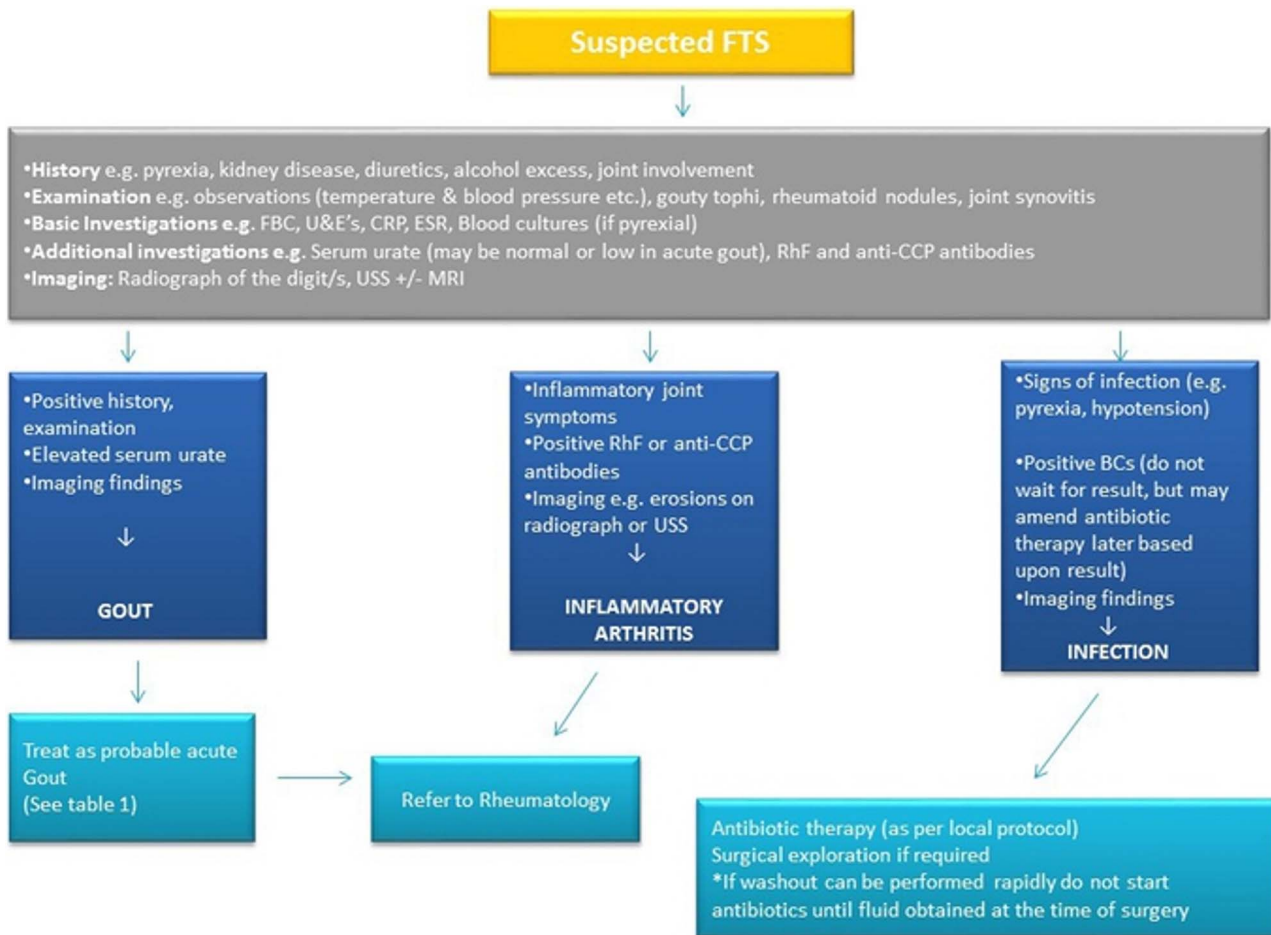 Suspected FTS
•History e.g. pyrexia, kidney disease, diuretics, alcohol excess, joint involvement
•Examination e.g. observations (temperature & blood pressure etc.), gouty tophi, rheumatoid nodules, joint synovitis
•Basic Investigations e.g. FBC, U&E's, CRP, ESR, Blood cultures (if pyrexial)
•Additional investigations e.g. Serum urate (may be normal or low in acute gout), RhF and anti-CCP antibodies
•Imaging: Radiograph of the digit/s, USS +/- MRI
•Positive history,
examination
•Elevated serum urate
•Imaging findings
↓
GOUT
•Inflammatory joint
symptoms
•Positive RhF or anti-CCP
antibodies
•Imaging e.g. erosions on
radiograph or USS
↓
INFLAMMATORY
ARTHRITIS
•Signs of infection (e.g.
pyrexia, hypotension)
•Positive BCs (do not
wait for result, but may
amend antibiotic
therapy later based
upon result)
•Imaging findings
↓
INFECTION
Treat as probable acute
Gout
(See table 1)
Refer to Rheumatology
Antibiotic therapy (as per local protocol)
Surgical exploration if required
*If washout can be performed rapidly do not start
antibiotics until fluid obtained at the time of surgery